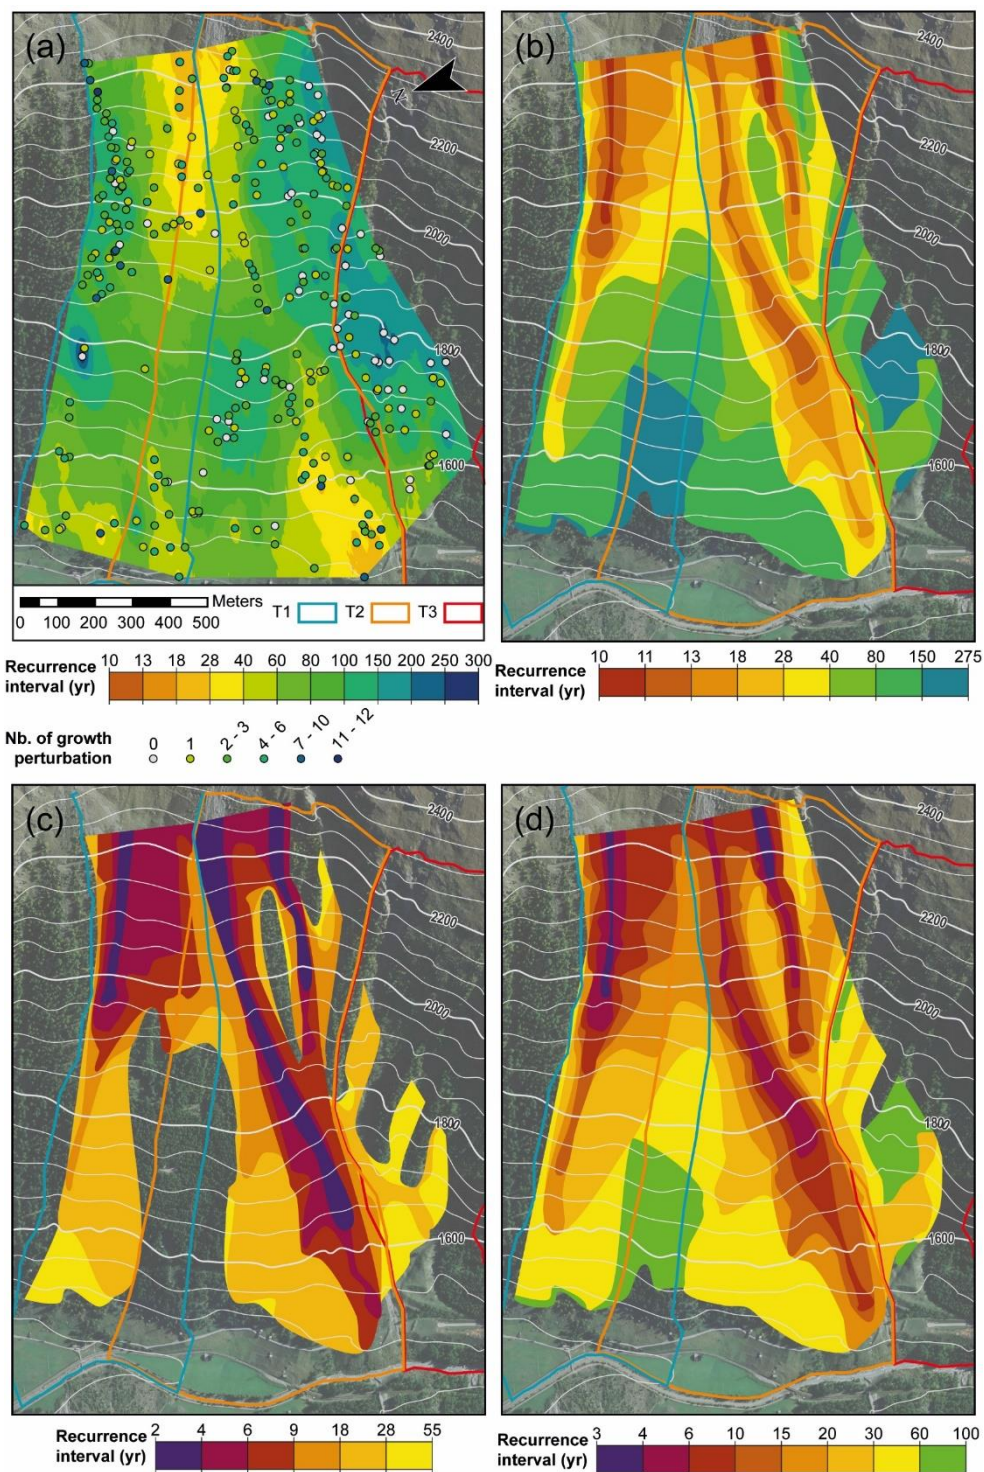 (a)
2400
2200
2000
1800
1600
Meters
0 100 200 300 400 500
T1 T2 T3
Recurrence interval (yr)
10 13 18 28 40 60 80 100 150 200 250 300
Nb. of growth perturbation
0 1 2 - 3 4 - 6 7 - 10 11 - 12
(b)
2400
2200
2000
1800
1600
Recurrence interval (yr)
10 11 13 18 28 40 80 150 275
(c)
2400
2200
2000
1800
1600
Recurrence interval (yr)
2 4 6 9 18 28 55
(d)
2400
2200
2000
1800
1600
Recurrence interval (yr)
3 4 6 10 15 20 30 60 100